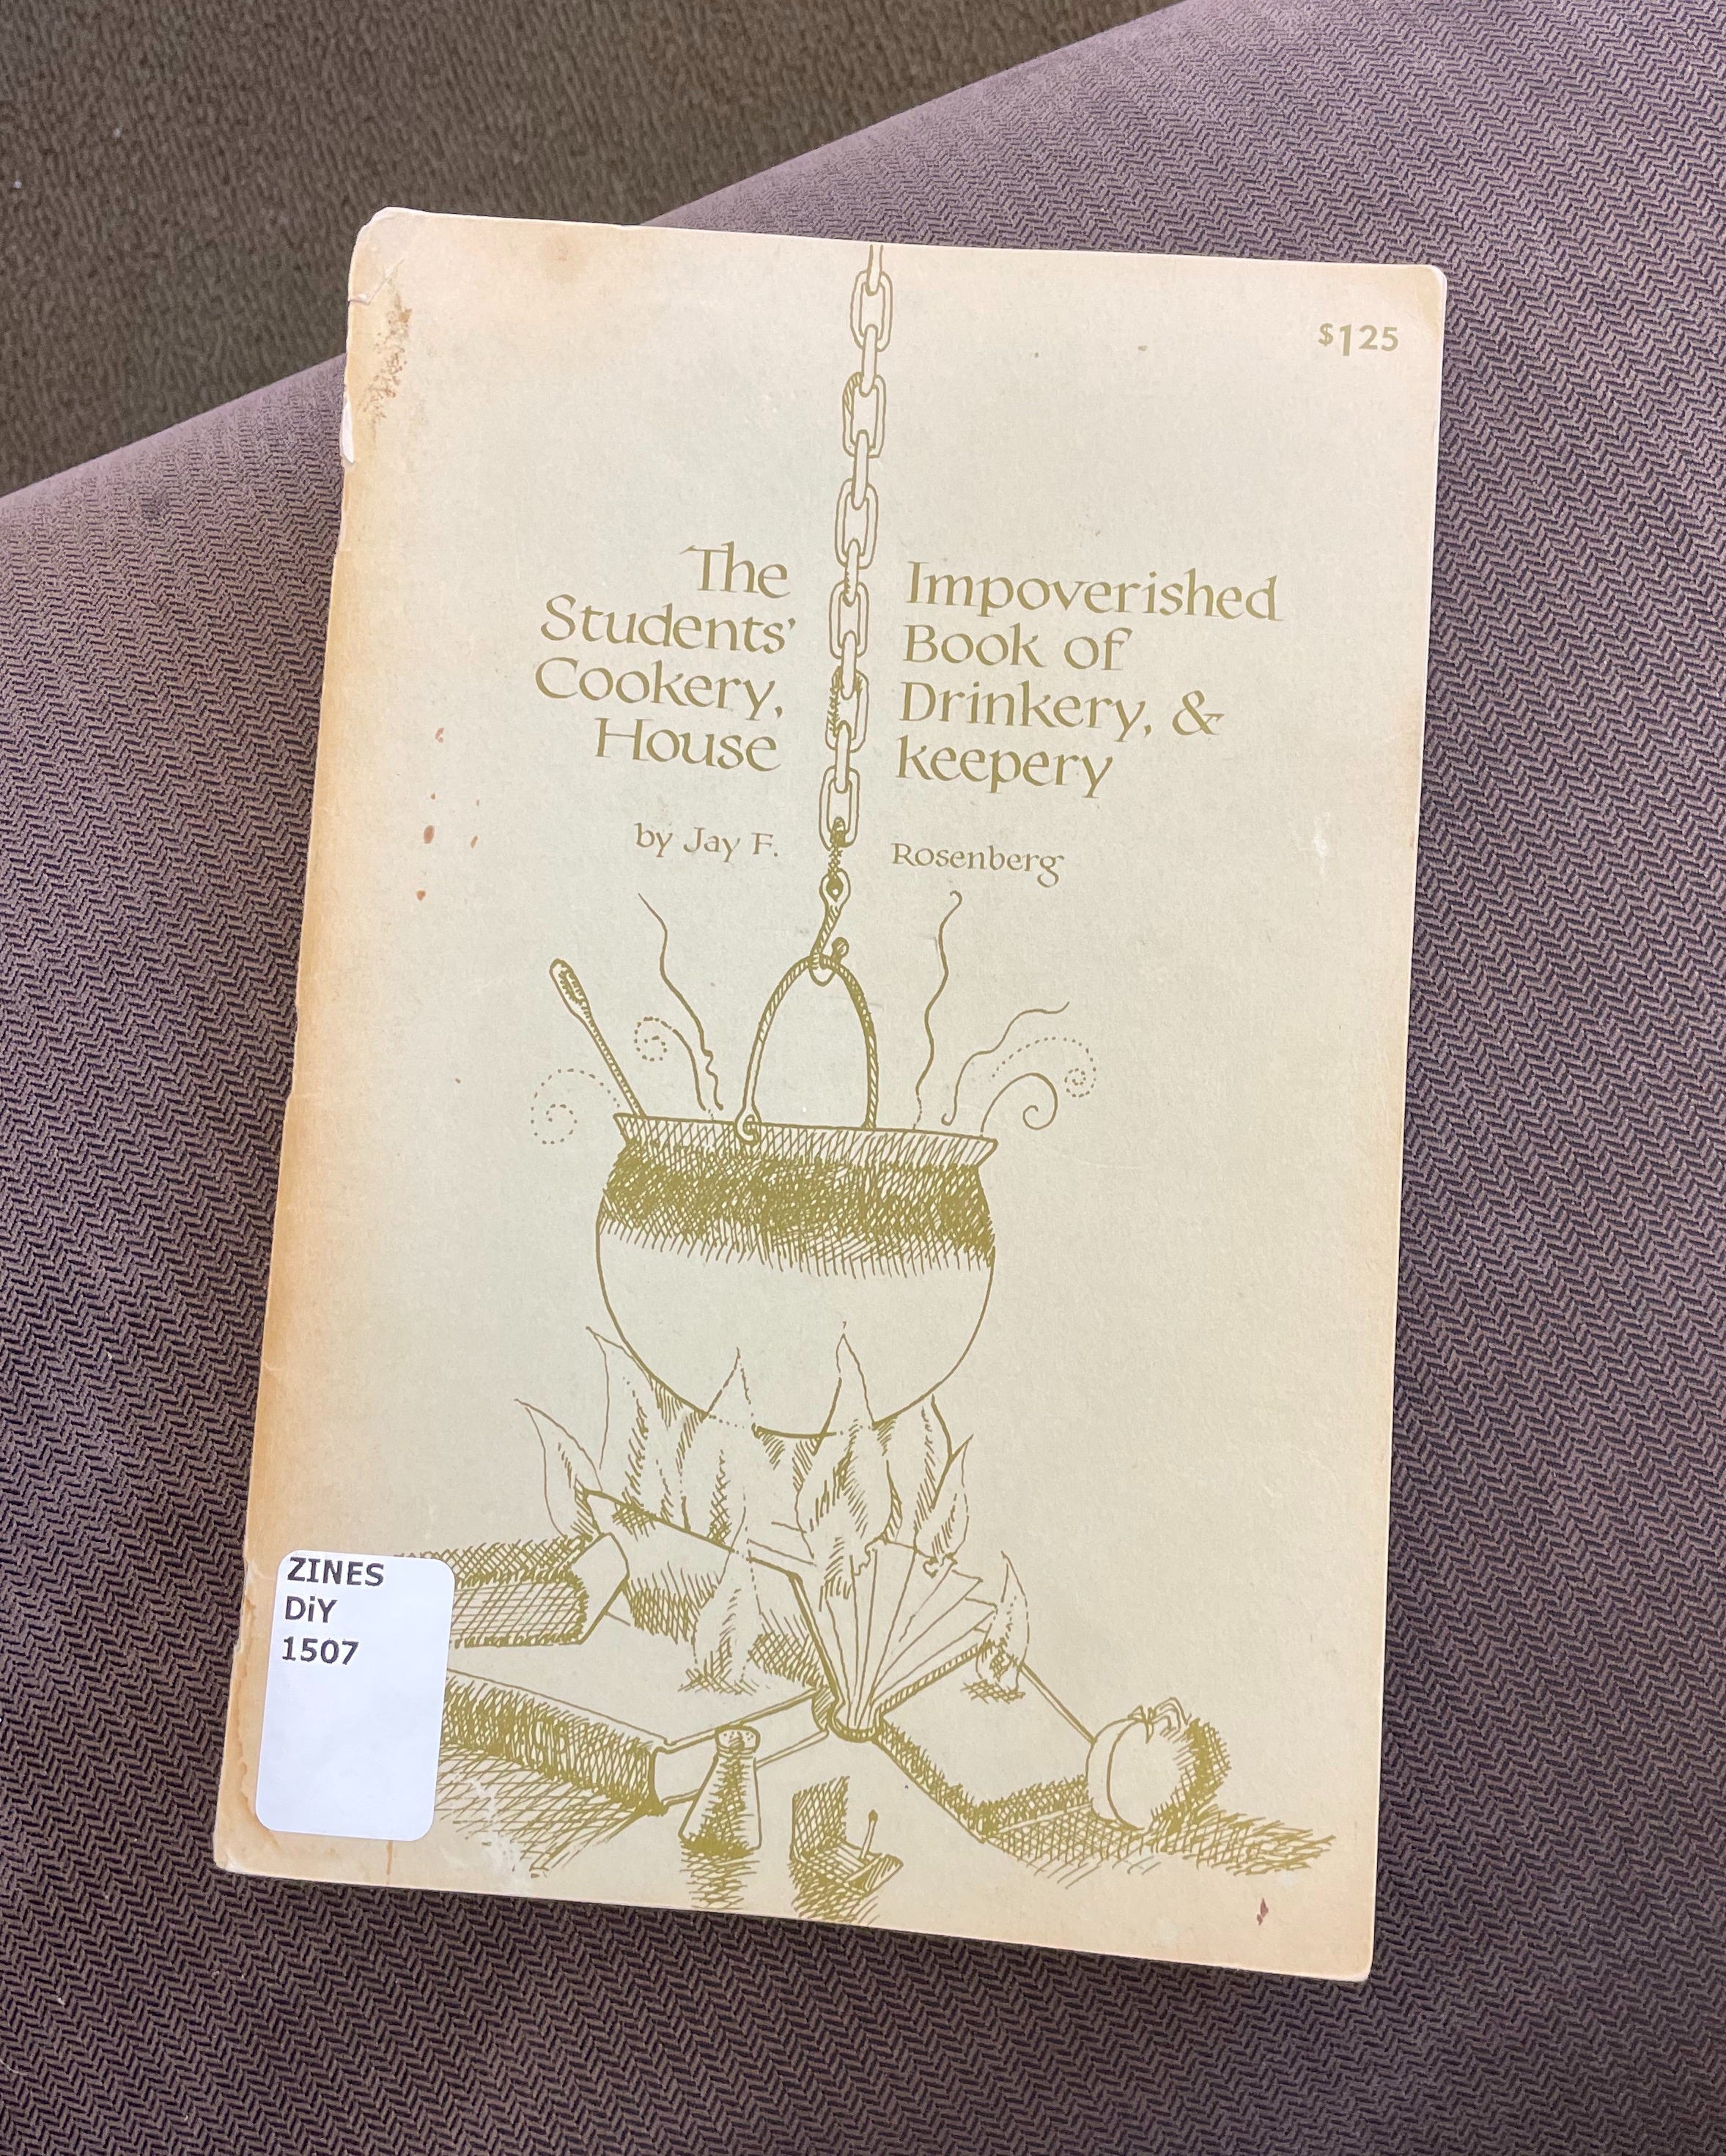 $1 25
The Impoverished
Students' Book of
Cookery, Drinkery, &
House keepery
by Jay F. Rosenberg
ZINES
DiY
1507